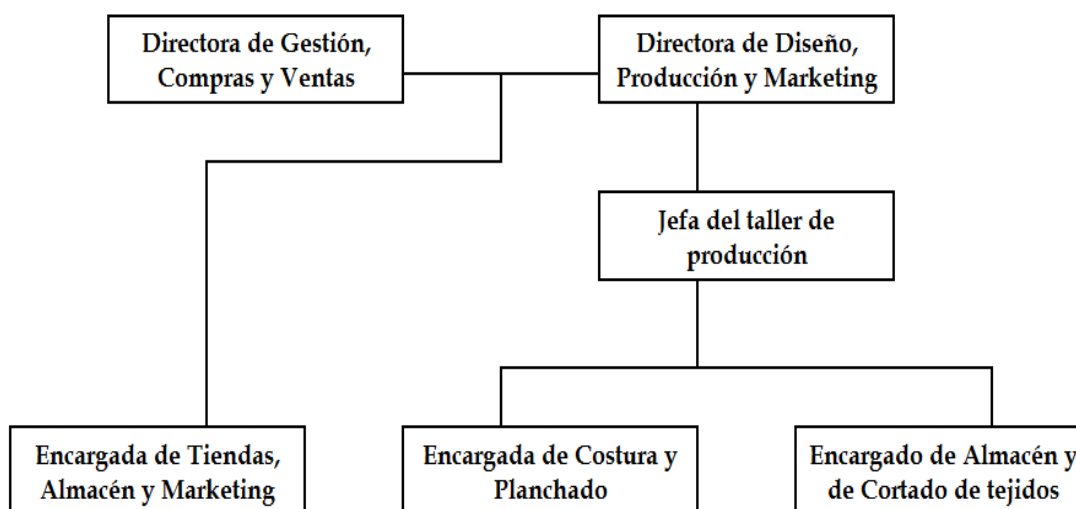 Directora de Gestión,
Compras y Ventas
Directora de Diseño,
Producción y Marketing
Jefa del taller de
producción
Encargada de Tiendas,
Almacén y Marketing
Encargada de Costura y
Planchado
Encargado de Almacén y
de Cortado de tejidos